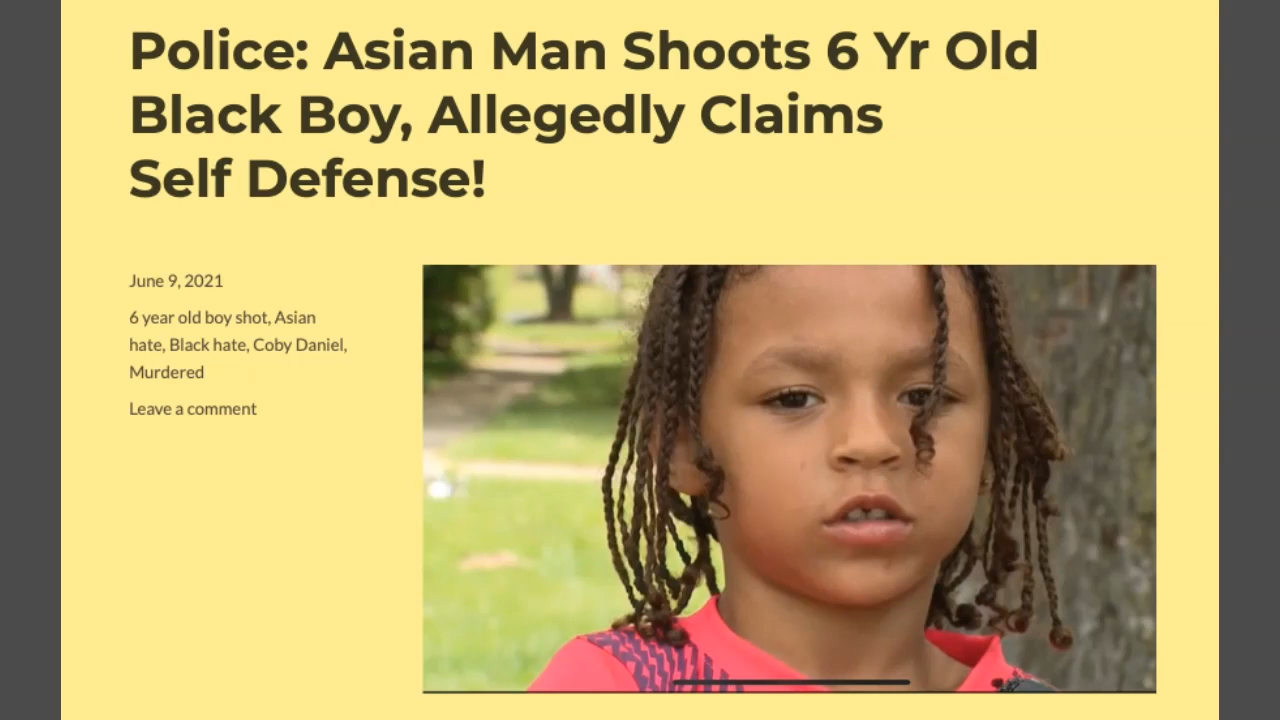 Police: Asian Man Shoots 6 Yr Old
Black Boy, Allegedly Claims
Self Defense!
June 9, 2021
6 year old boy shot, Asian
hate, Black hate, Coby Daniel,
Murdered
Leave a comment